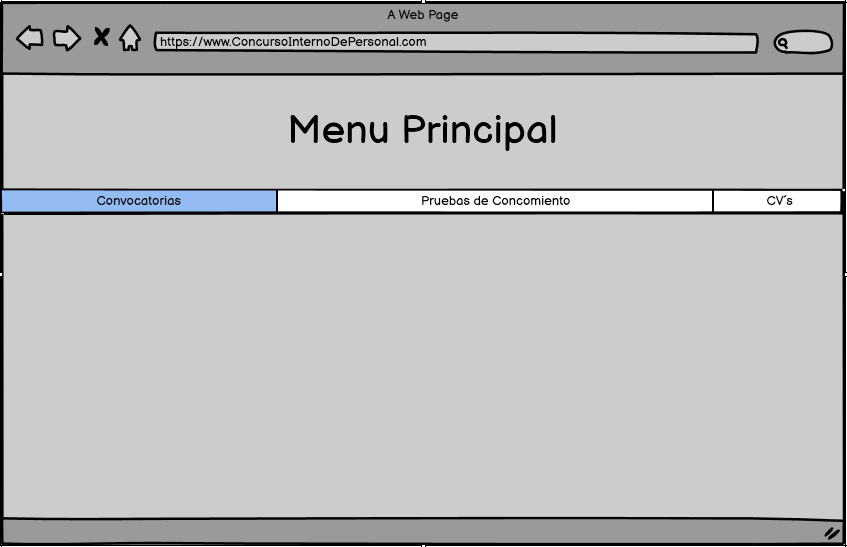 A Web Page
https://www.ConcursoInternoDePersonal.com
Menu Principal
Convocatorias
Pruebas de Concomiento
CV's